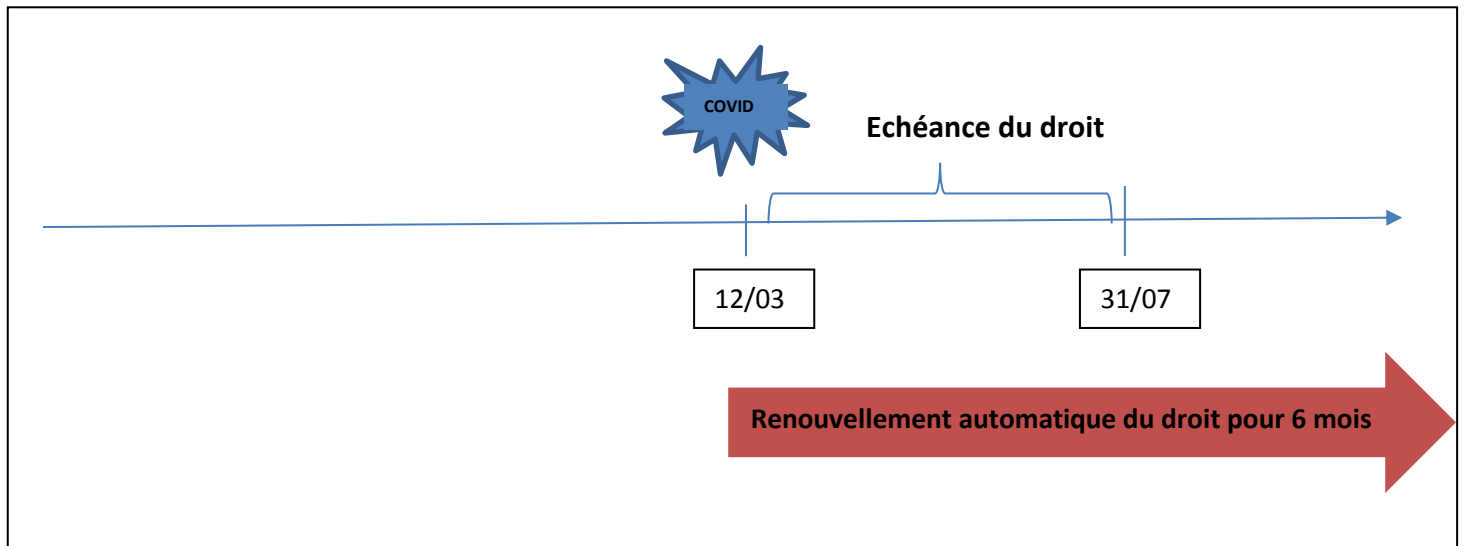 COVID
Echéance du droit
12/03
31/07
Renouvellement automatique du droit pour 6 mois